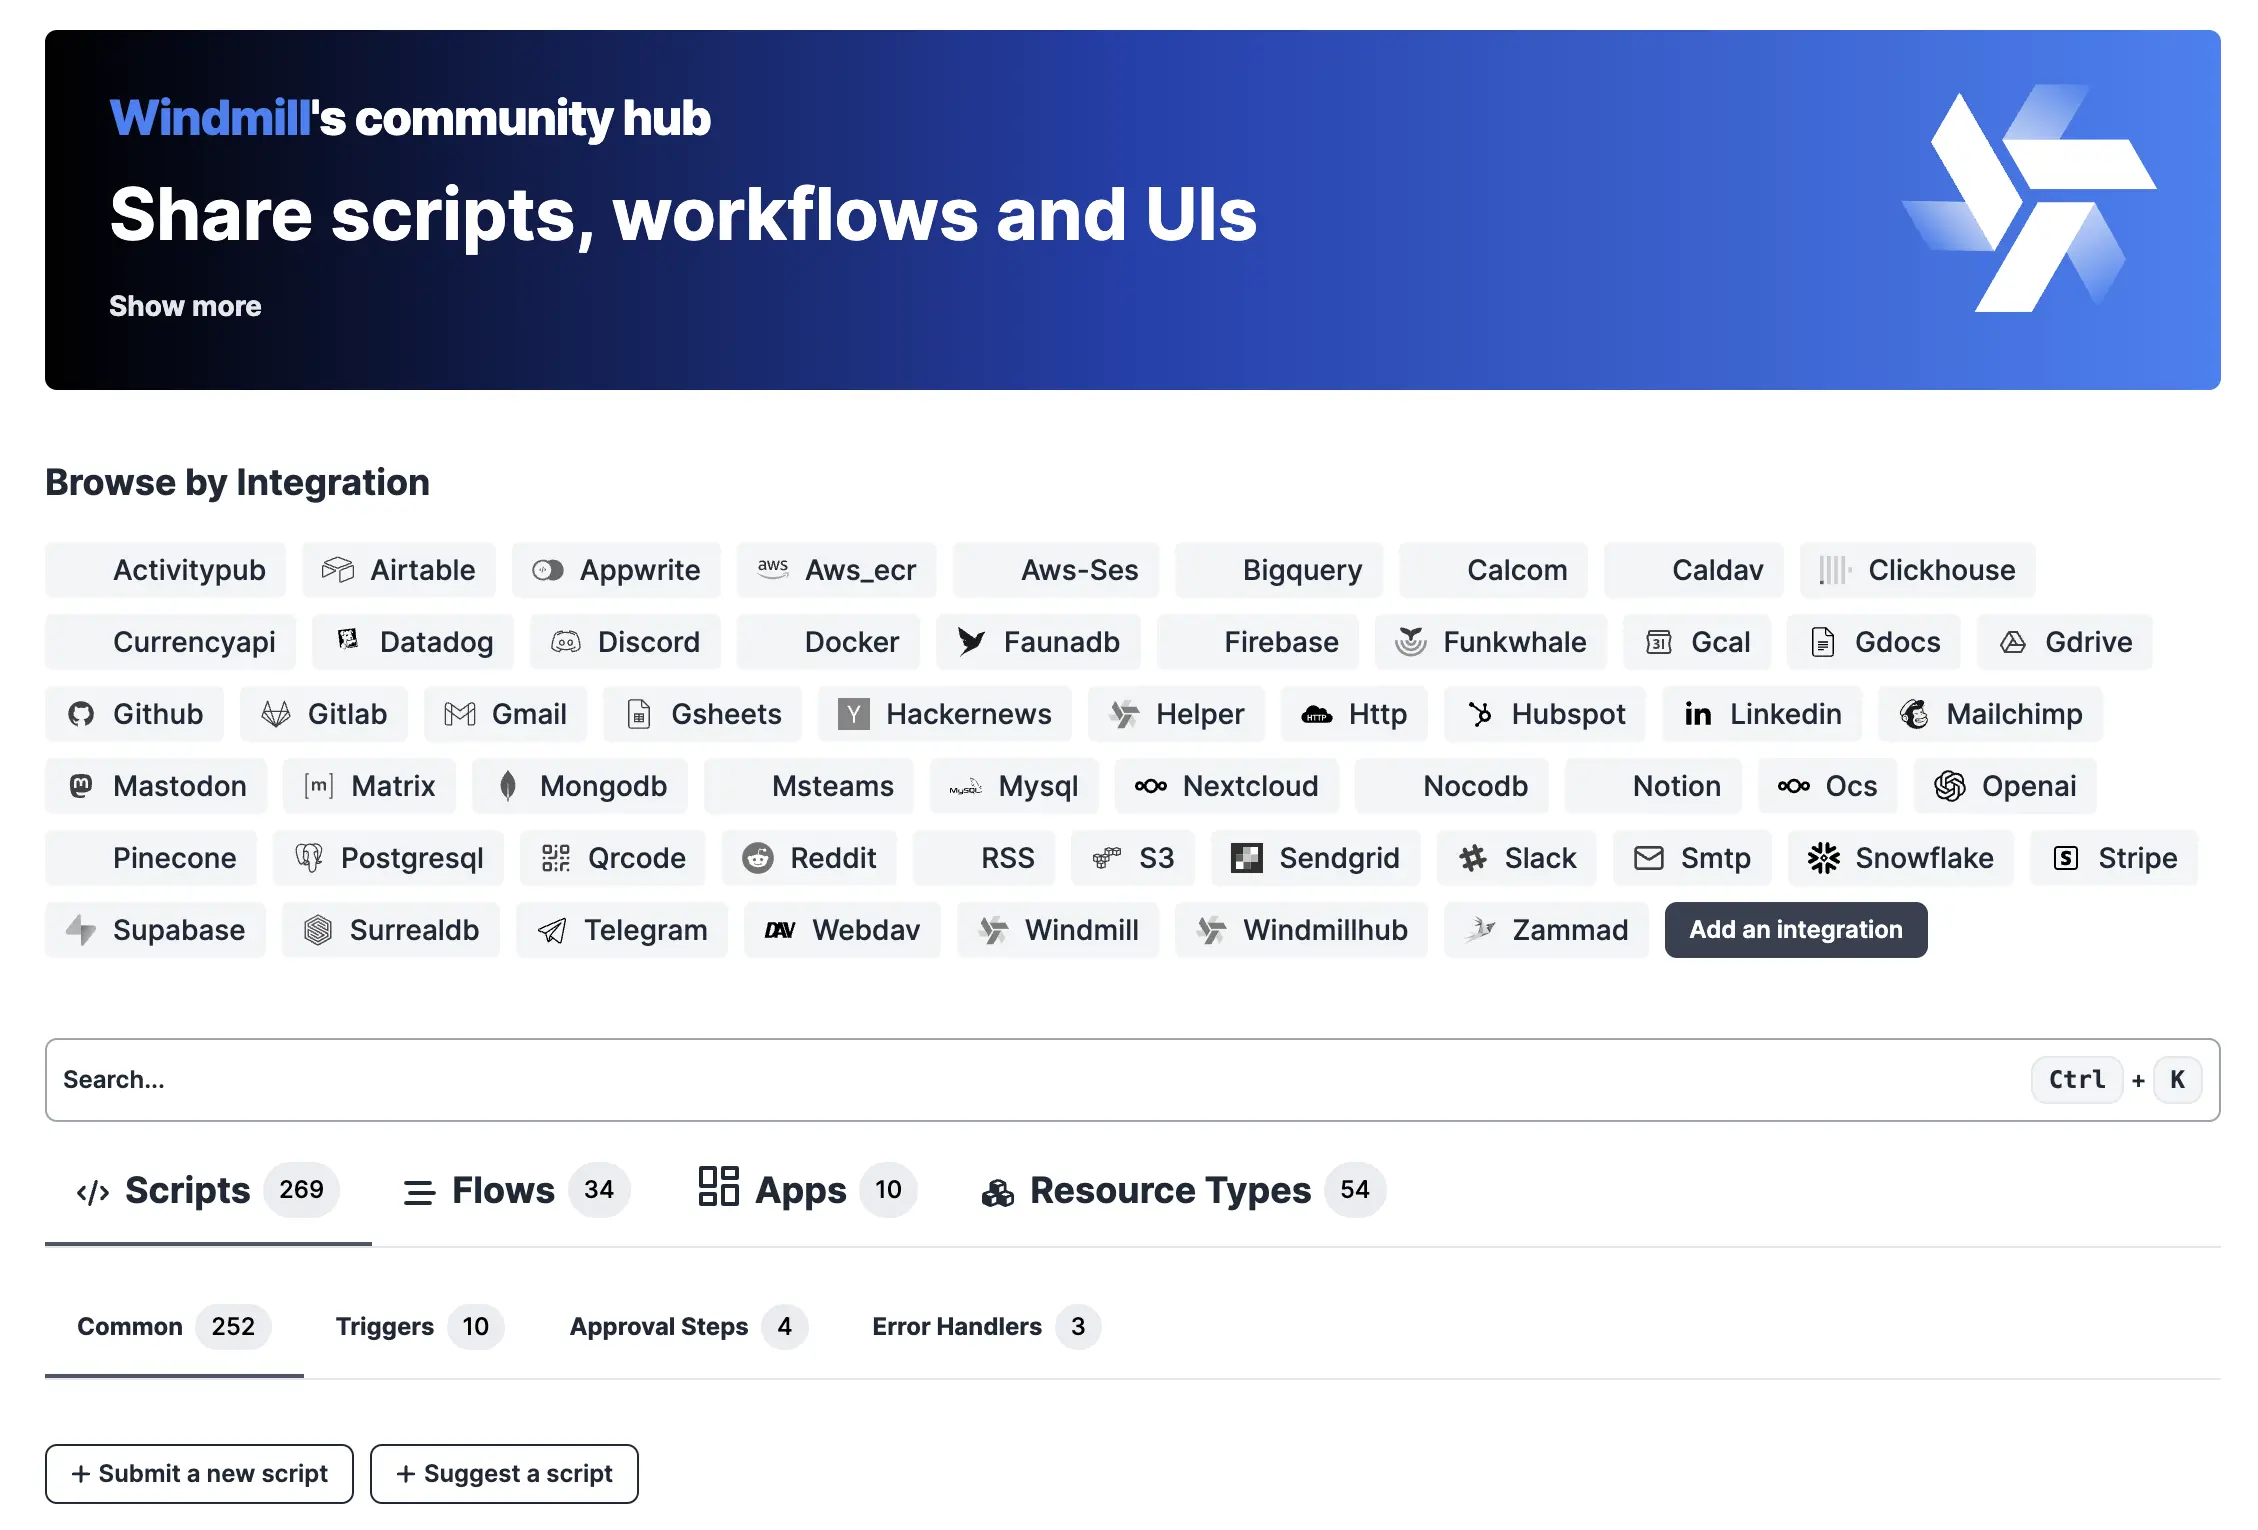 Windmill's community hub
Share scripts, workflows and UIs
Show more
Browse by Integration
Activitypub Airtable aws Aws_ecr Appwrite Aws-Ses Bigquery Calcom Caldav Clickhouse
Currencyapi Datadog Discord Docker Faunadb Firebase Funkwhale 31 Gcal Gdocs Gdrive
Github Gitlab Gmail Gsheets Y Hackernews Helper HTTP Http Hubspot in Linkedin Mailchimp
Mastodon [m] Matrix Mongodb Msteams MySQL Mysql Nextcloud Nocodb Notion Ocs Openai
Pinecone Postgresql Qrcode Reddit RSS S3 Sendgrid Slack Smtp Snowflake S Stripe
Supabase Surrealdb Telegram DAV Webdav Windmill Windmillhub Zammad Add an integration
Search... Ctrl + K
Scripts 269 Flows 34 Apps 10 Resource Types 54
Common 252 Triggers 10 Approval Steps 4 Error Handlers 3
+ Submit a new script + Suggest a script